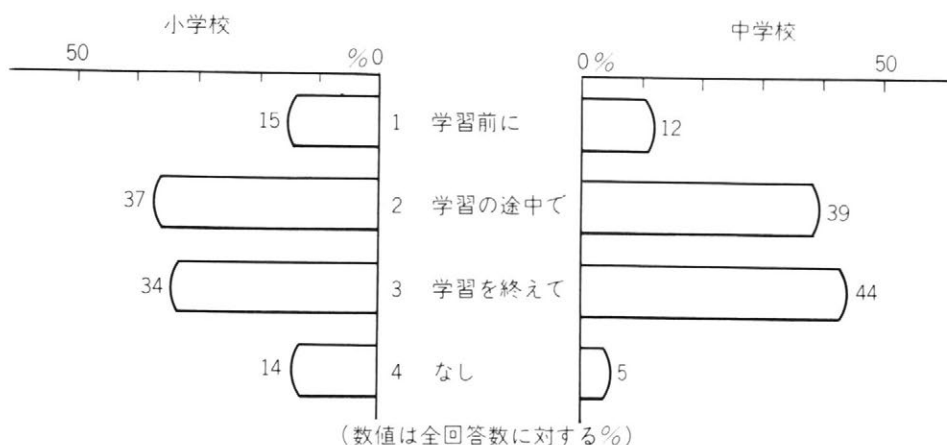 小学校 中学校
50 %0 0% 50
15 1 学習前に 12
37 2 学習の途中で 39
34 3 学習を終えて 44
14 4 なし 5
(数値は全回答数に対する%)